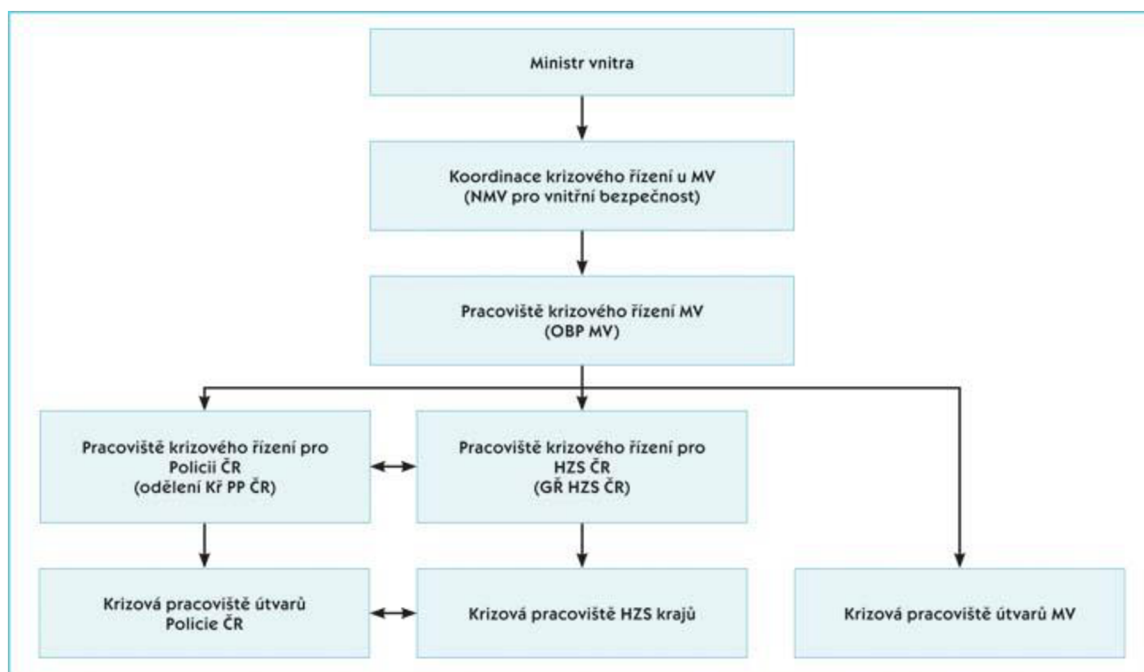 Ministr vnitra
Koordinace krizového řízení u MV
(NMV pro vnitřní bezpečnost)
Pracoviště krizového řízení MV
(OBP MV)
Pracoviště krizového řízení pro
Policii ČR
(odělení Kř PP ČR)
Pracoviště krizového řízení pro
HZS ČR
(GŘ HZS ČR)
Krizová pracoviště útvarů
Policie ČR
Krizová pracoviště HZS krajů
Krizová pracoviště útvarů MV